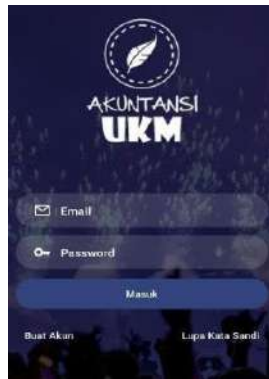 AKUNTANSI
UKM
Email
Password
Masuk
Buat Akun
Lupa Kata Sandi